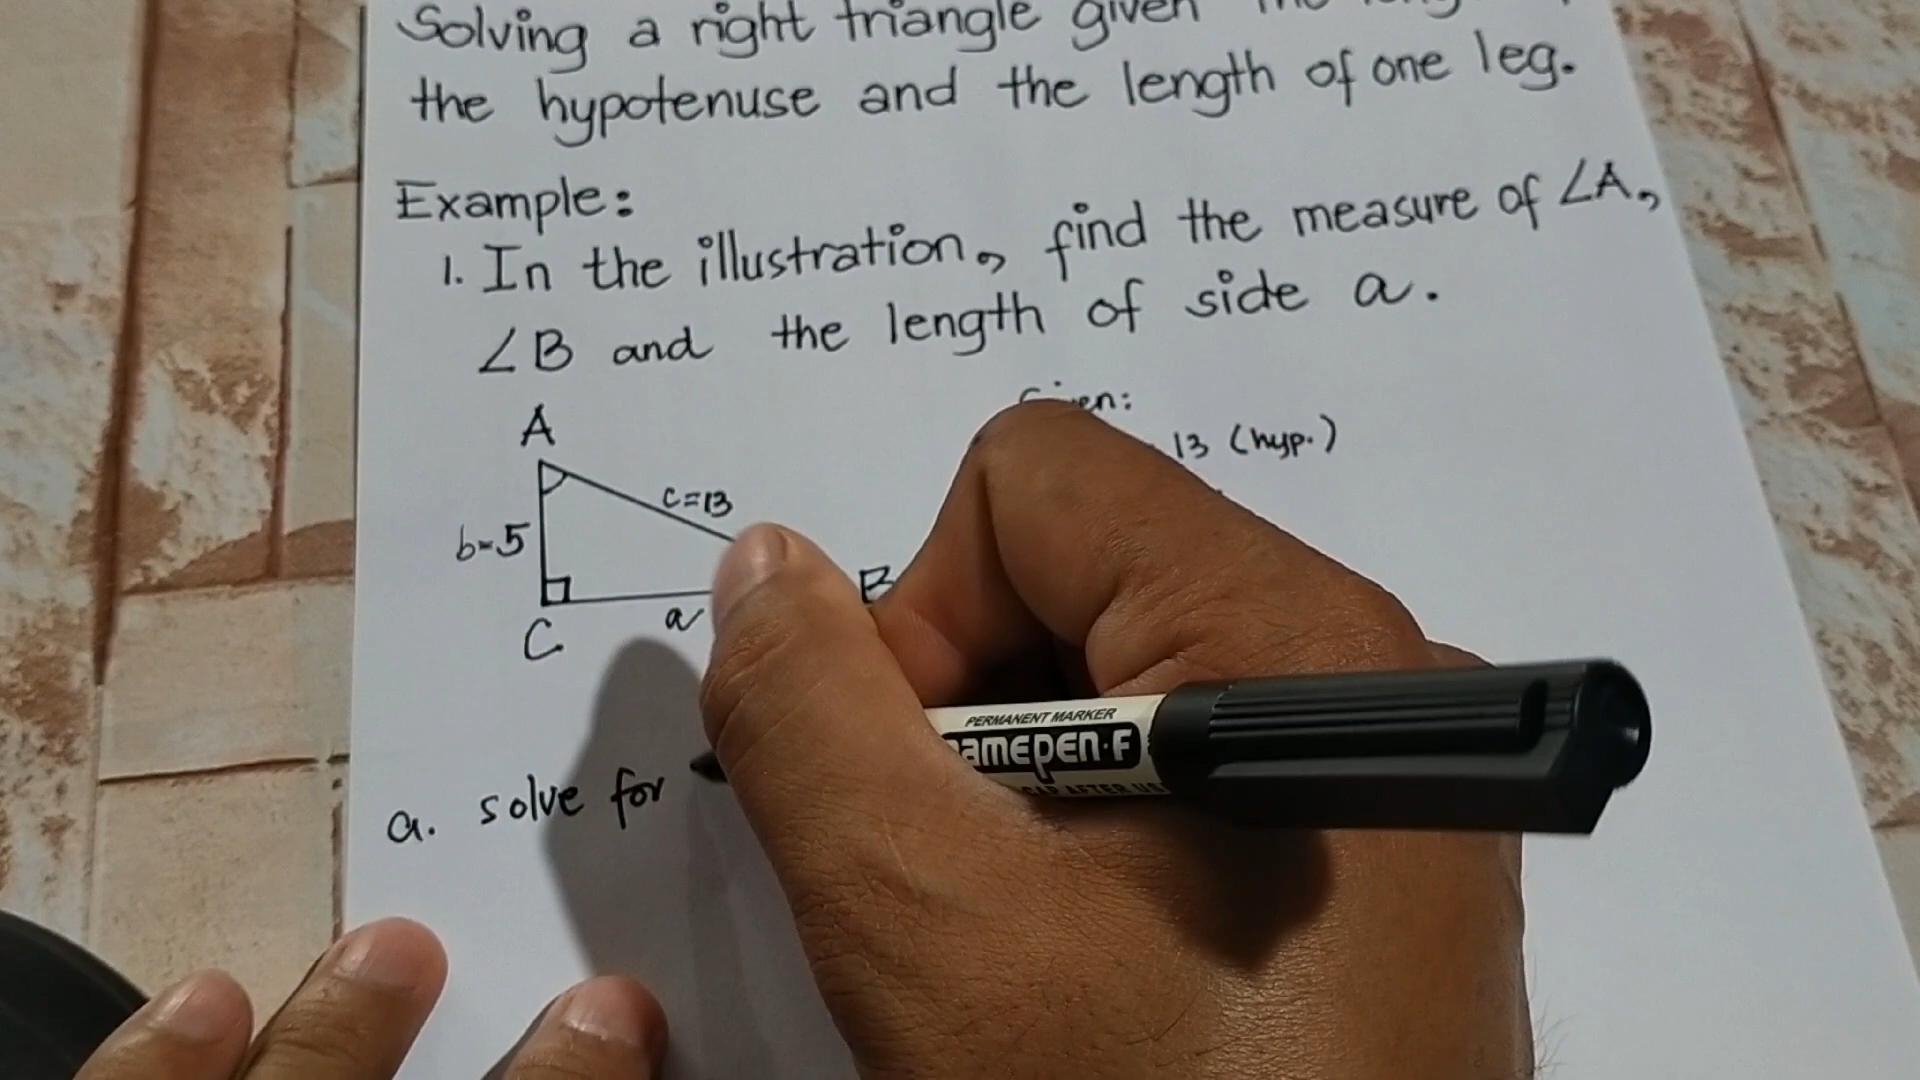 Solving a right triangle given
the hypotenuse and the length of one leg.
Example:
1. In the illustration, find the measure of ∠A,
∠B and the length of side a.
13 (hyp.)
A
c=13
b=5
B
a
C
PERMANENT MARKER
a. solve for